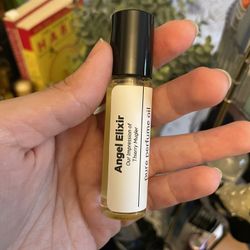 Angel Elixir
Our Impression of
Thierry Mugler
pure perfume oil